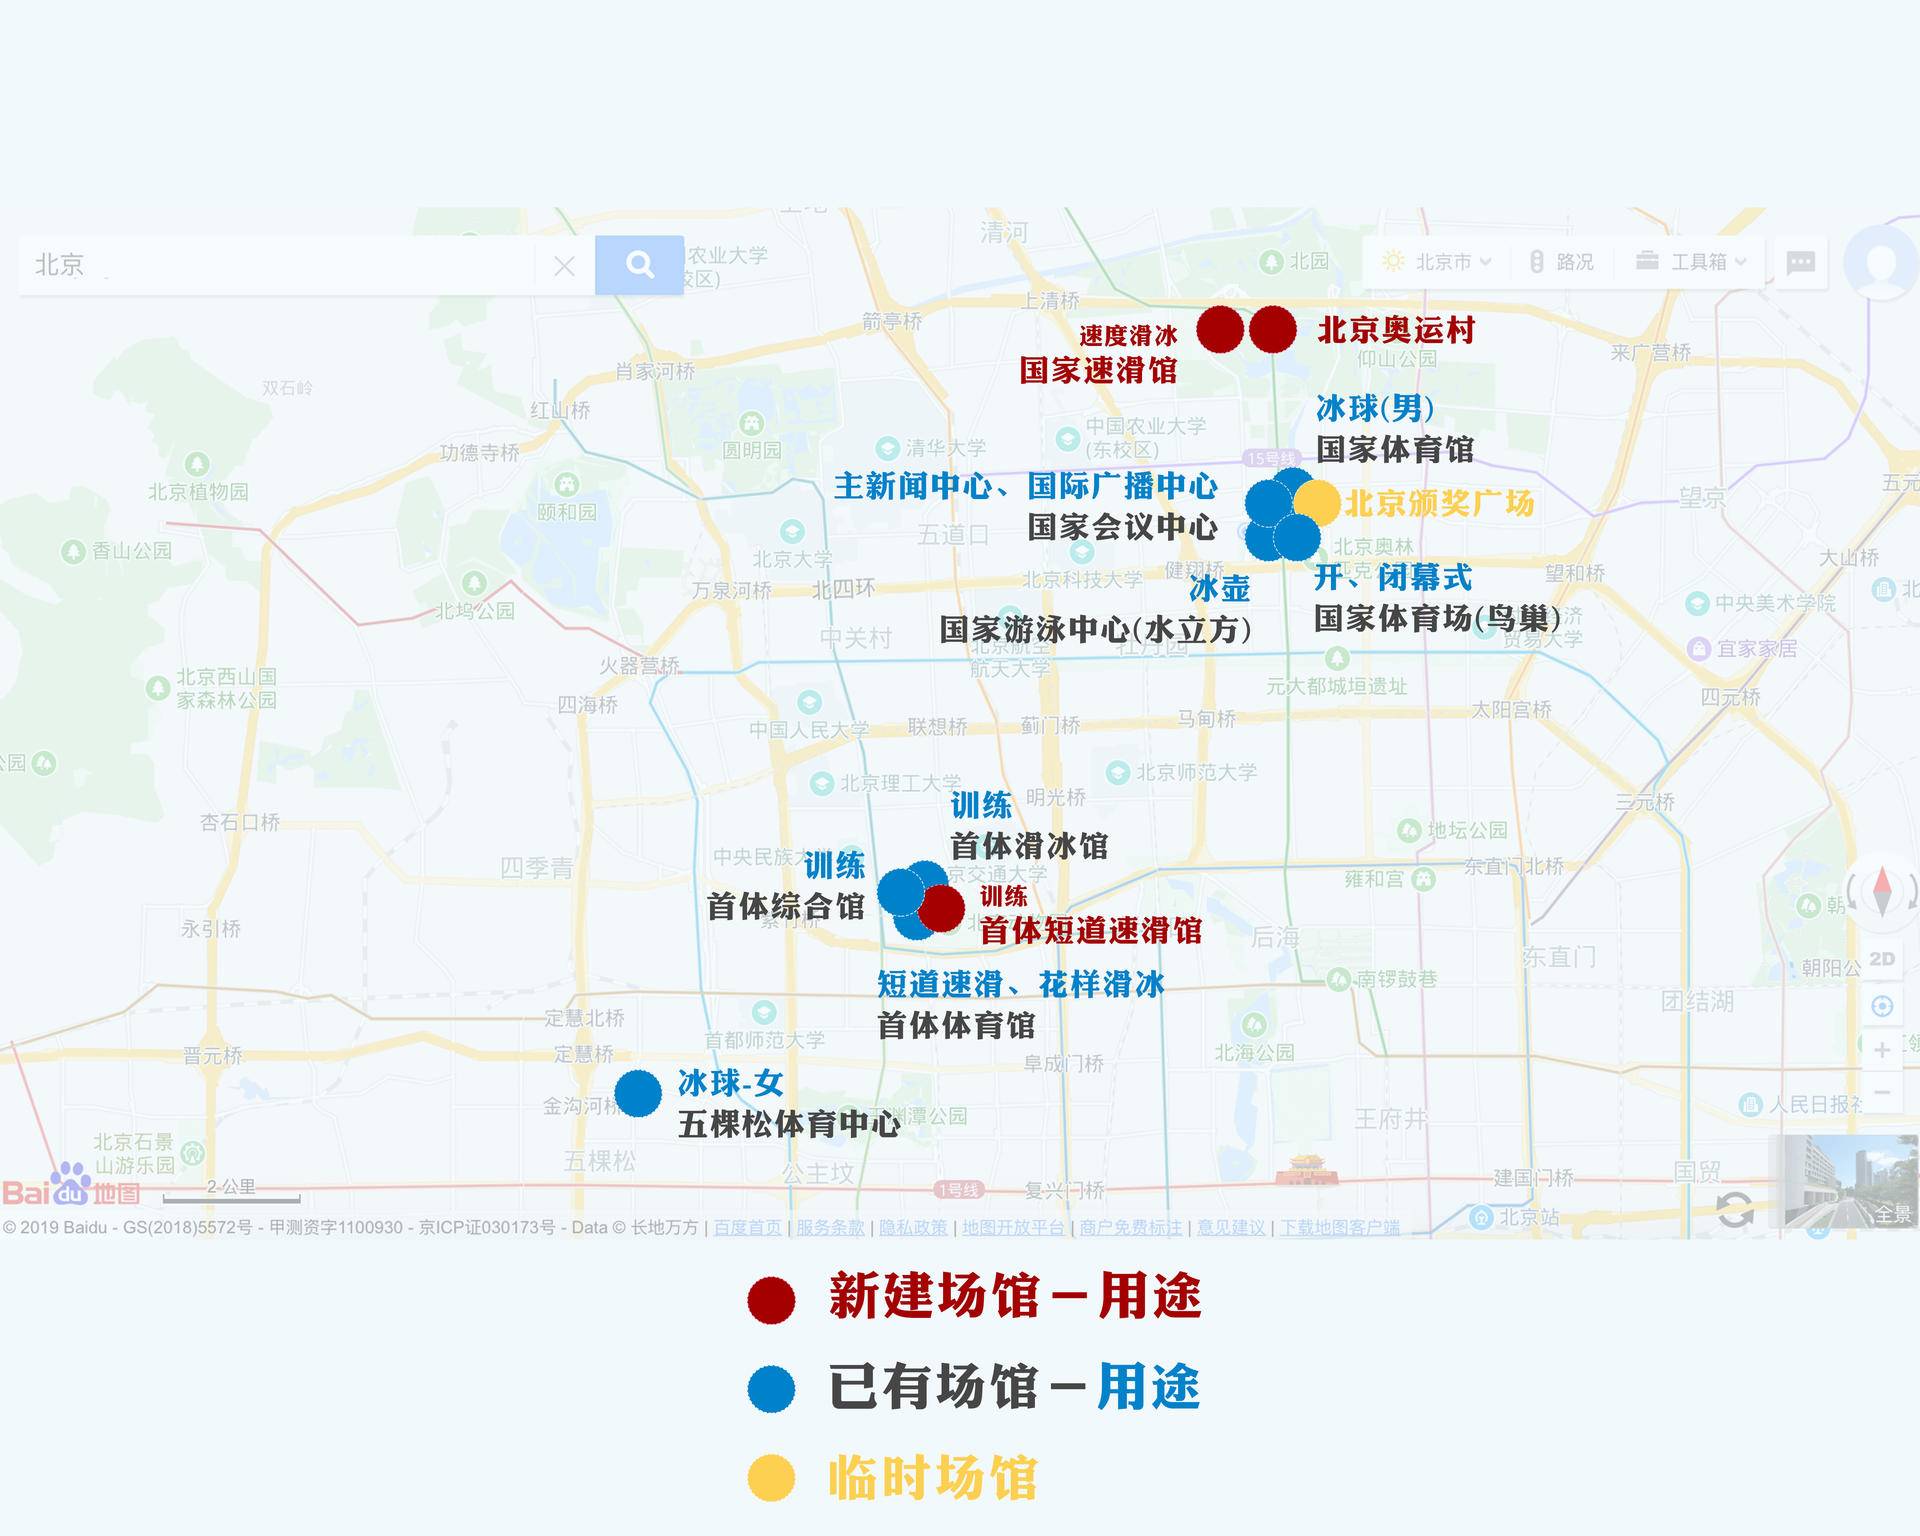 清河
北京
农业大学
校区)
北园
北京市
路况
工具箱
上清桥
箭亭桥
速度滑冰
国家速滑馆
北京奥运村
仰山公园
来广营桥
肖家河桥
双石岭
红山桥
冰球(男)
国家体育馆
功德寺桥
圆明园
清华大学
中国农业大学
(东校区)
15号线
北京植物园
颐和园
主新闻中心、国际广播中心
国家会议中心
北京颁奖广场
望京
五元
五道口
香山公园
北京大学
北京科技大学
健翔桥
北京奥林
匹克
望和桥
大山桥
万泉河桥
北四环
冰壶
国家游泳中心(水立方)
开、闭幕式
国家体育场(鸟巢)
经济
贸易大学
中央美术学院
北
北坞公园
中关村
北京航空
航天大学
牡丹园
宜家家居
火器营桥
北京西山国
家森林公园
四海桥
元大都城垣遗址
四元桥
中国人民大学
联想桥
蓟门桥
马甸桥
太阳宫桥
公园
北京理工大学
北京师范大学
明光桥
三元桥
训练
首体滑冰馆
杏石口桥
地坛公园
四季青
中央民族大
训练
首体综合馆
京交通大学
东直门北桥
雍和宫
训练
首体短道速滑馆
紫竹桥
永引桥
后海
朝
东直门
2D
朝阳公
南锣鼓巷
短道速滑、花样滑冰
首体体育馆
团结湖
定慧北桥
首都师范大学
北海公园
晋元桥
定慧桥
阜成门桥
冰球-女
五棵松体育中心
金沟河桥
渊潭公园
王府井
人民日报社
北京石景
山游乐园
五棵松
公主坟
建国门桥
国贸
Bai du 地图
2 公里
1号线
复兴门桥
北京站
全景
© 2019 Baidu - GS(2018)5572号 - 甲测资字1100930 - 京ICP证030173号 - Data © 长地万方 | 百度首页 | 服务条款 | 隐私政策 | 地图开放平台 | 商户免费标注 | 意见建议 | 下载地图客户端
新建场馆－用途
已有场馆－用途
临时场馆